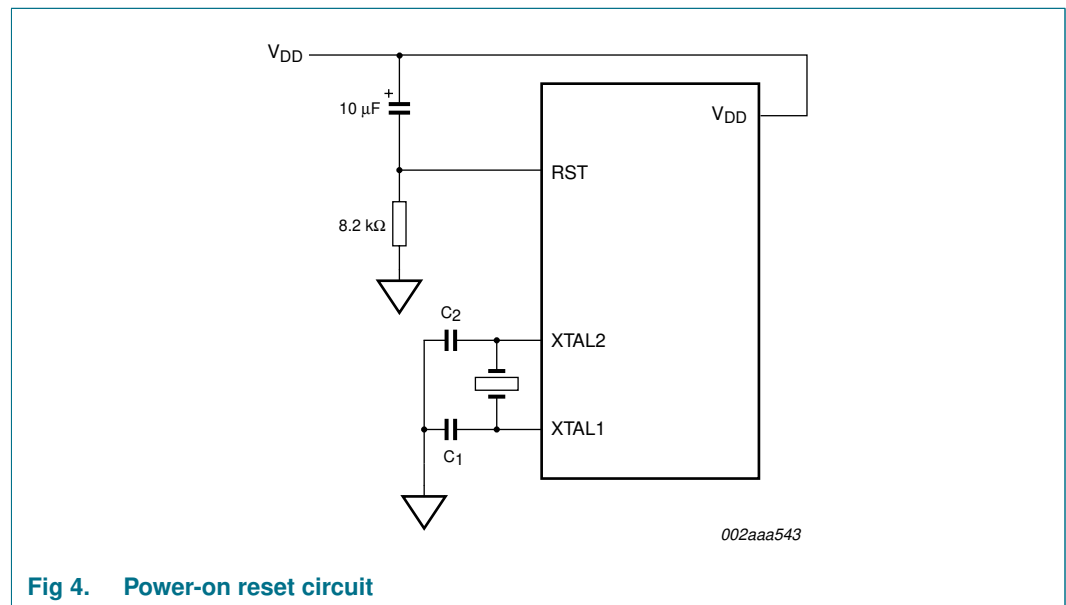 VDD
10 µF
+
VDD
RST
8.2 kΩ
C2
XTAL2
XTAL1
C1
002aaa543
Fig 4. Power-on reset circuit